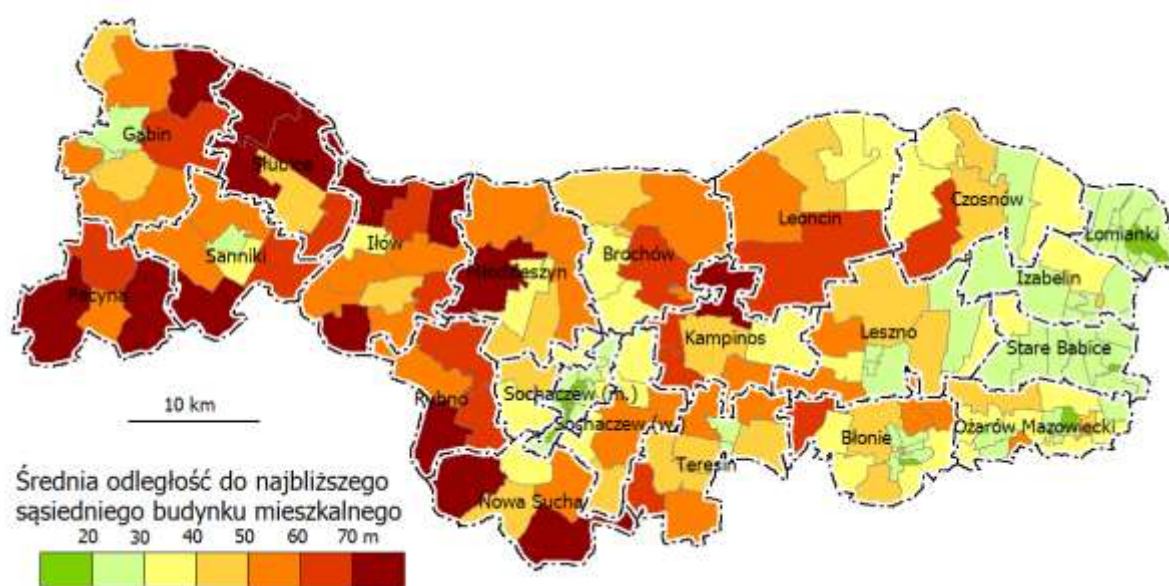 Gąbin
Słubice
Czosnów
Leoncin
Łomianki
Iłów
Sanniki
Brochów
Młodzieszyn
Izabelin
Pacyna
Kampinos
Leszno
Stare Babice
Rybno
Sochaczew (m.)
10 km
Sochaczew (w.)
Błonie
Ożarów Mazowiecki
Teresin
Średnia odległość do najbliższego
sąsiedniego budynku mieszkalnego
Nowa Sucha
20 30 40 50 60 70 m